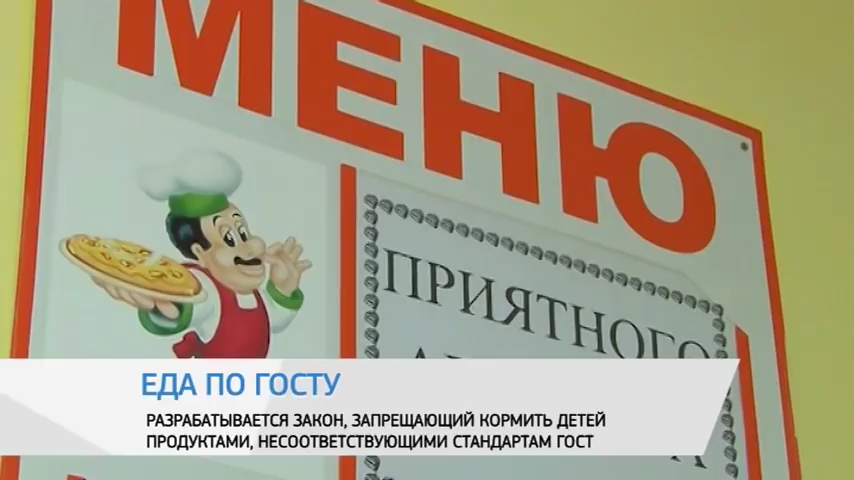 МЕНЮ
ПРИЯТНОГО
ЕДА ПО ГОСТУ
РАЗРАБАТЫВАЕТСЯ ЗАКОН, ЗАПРЕЩАЮЩИЙ КОРМИТЬ ДЕТЕЙ
ПРОДУКТАМИ, НЕСООТВЕТСТВУЮЩИМИ СТАНДАРТАМ ГОСТ